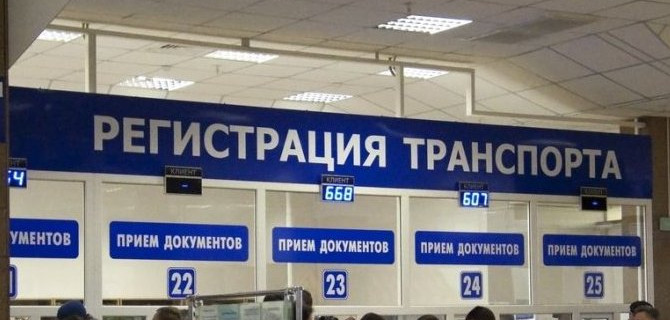 РЕГИСТРАЦИЯ ТРАНСПОРТА
КЛИЕНТ
КЛИЕНТ
КЛИЕНТ
КЛИЕНТ
54
-
668
607
-
УМЕНТОВ
ПРИЕМ ДОКУМЕНТОВ
ПРИЕМ ДОКУМЕНТОВ
ПРИЕМ ДОКУМЕНТОВ
ПРИЕМ ДОКУМЕНТОВ
22
23
24
25